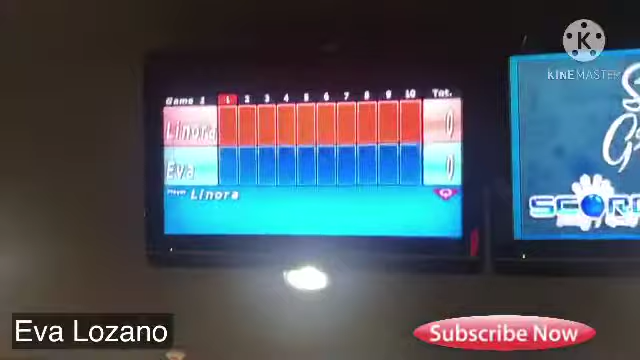 KINEMASTER
Game 1 1 2 3 4 5 6 7 8 9 10 Tot.
Linora 0
Eva 0
Player Linora
Eva Lozano
Subscribe Now